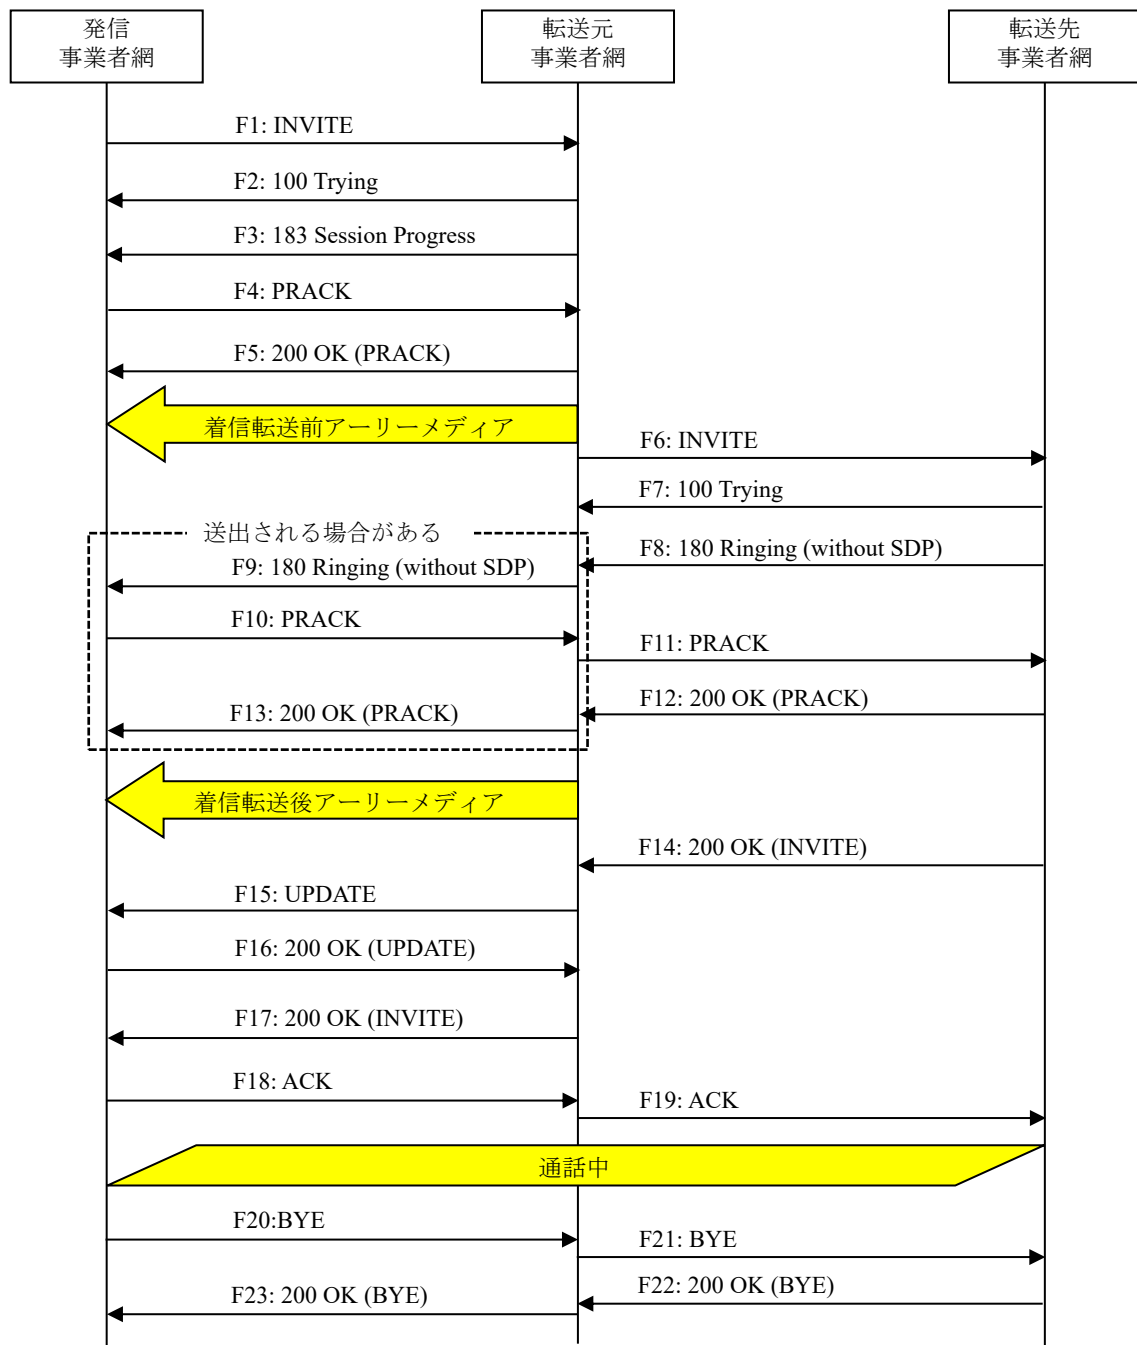 発信
事業者網
転送元
事業者網
転送先
事業者網
F1: INVITE
F2: 100 Trying
F3: 183 Session Progress
F4: PRACK
F5: 200 OK (PRACK)
着信転送前アーリーメディア
F6: INVITE
F7: 100 Trying
送出される場合がある
F8: 180 Ringing (without SDP)
F9: 180 Ringing (without SDP)
F10: PRACK
F11: PRACK
F12: 200 OK (PRACK)
F13: 200 OK (PRACK)
着信転送後アーリーメディア
F14: 200 OK (INVITE)
F15: UPDATE
F16: 200 OK (UPDATE)
F17: 200 OK (INVITE)
F18: ACK
F19: ACK
通話中
F20:BYE
F21: BYE
F22: 200 OK (BYE)
F23: 200 OK (BYE)